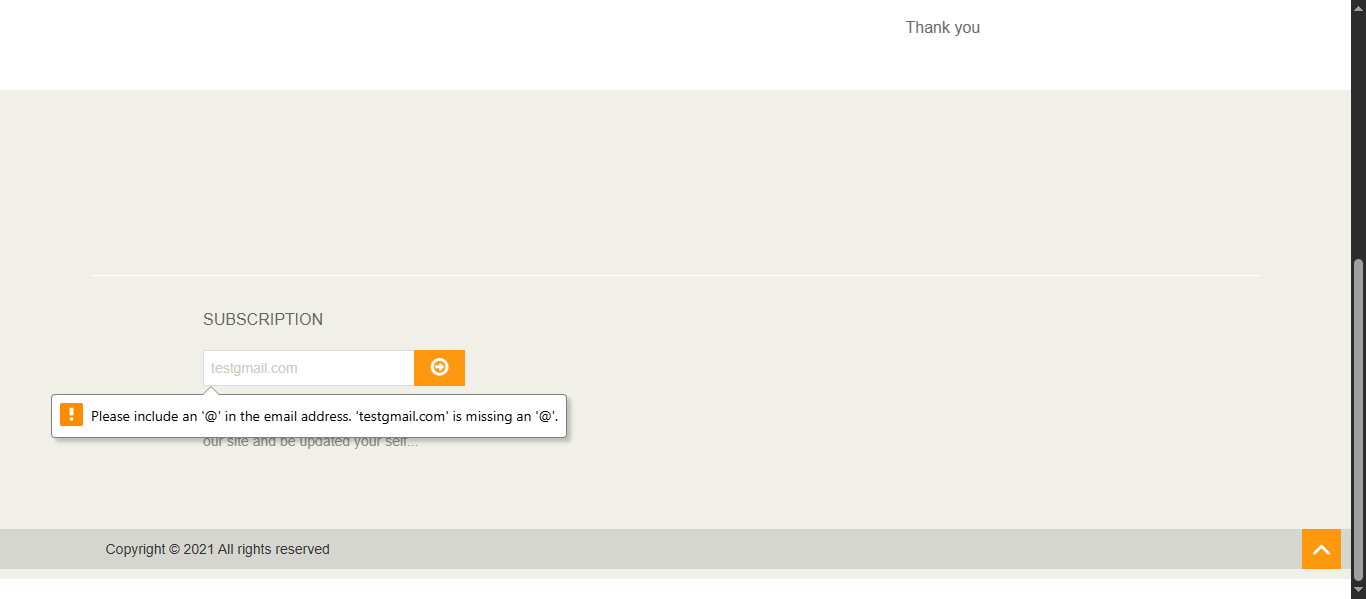 Thank you
SUBSCRIPTION
testgmail.com
Please include an '@' in the email address. 'testgmail.com' is missing an '@'.
our site and be updated your self...
Copyright © 2021 All rights reserved